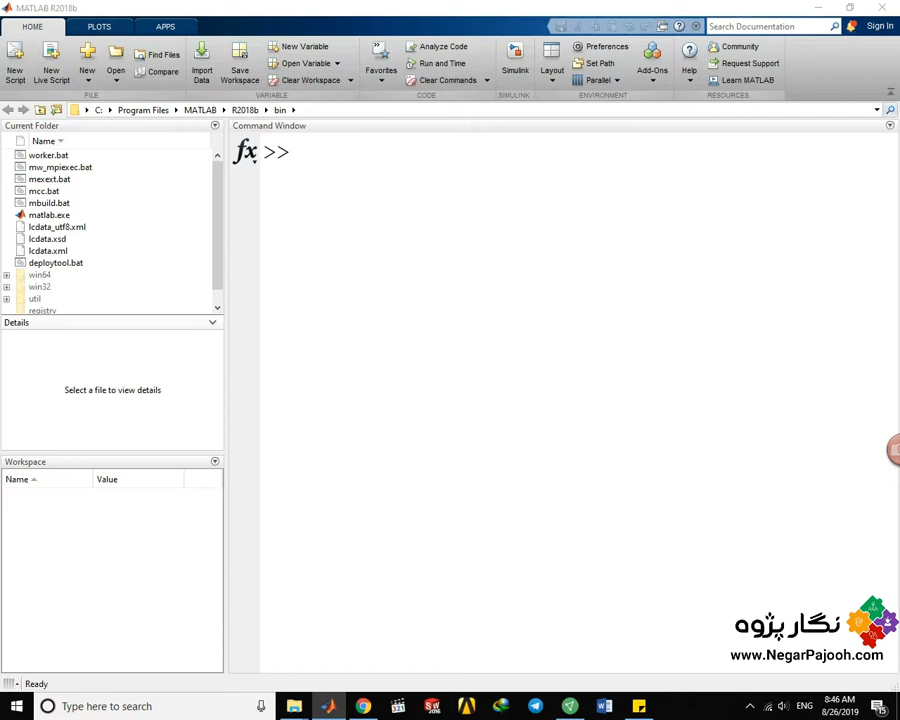 MATLAB R2018b
HOME PLOTS APPS Search Documentation Sign In
New Script
New Live Script
New
Open
Find Files
Compare
Import Data
Save Workspace
New Variable
Open Variable
Clear Workspace
Favorites
Analyze Code
Run and Time
Clear Commands
Simulink
Layout
Preferences
Set Path
Parallel
Add-Ons
Help
Community
Request Support
Learn MATLAB
FILE VARIABLE CODE SIMULINK ENVIRONMENT RESOURCES
C: Program Files MATLAB R2018b bin
Current Folder
Name
worker.bat
mw_mpiexec.bat
mexext.bat
mcc.bat
mbuild.bat
matlab.exe
lcdata_utf8.xml
lcdata.xsd
lcdata.xml
deploytool.bat
win64
win32
util
registry
Details
Select a file to view details
Workspace
Name Value
Command Window
fx >>
نگار پژوه
www.NegarPajooh.com
Ready
Type here to search
ENG
8:46 AM
8/26/2019
15